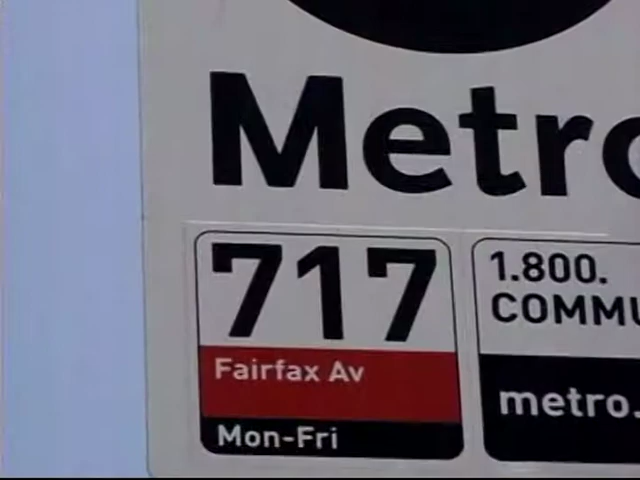 Metro
717
Fairfax Av
Mon-Fri
1.800.
COMMU
metro.